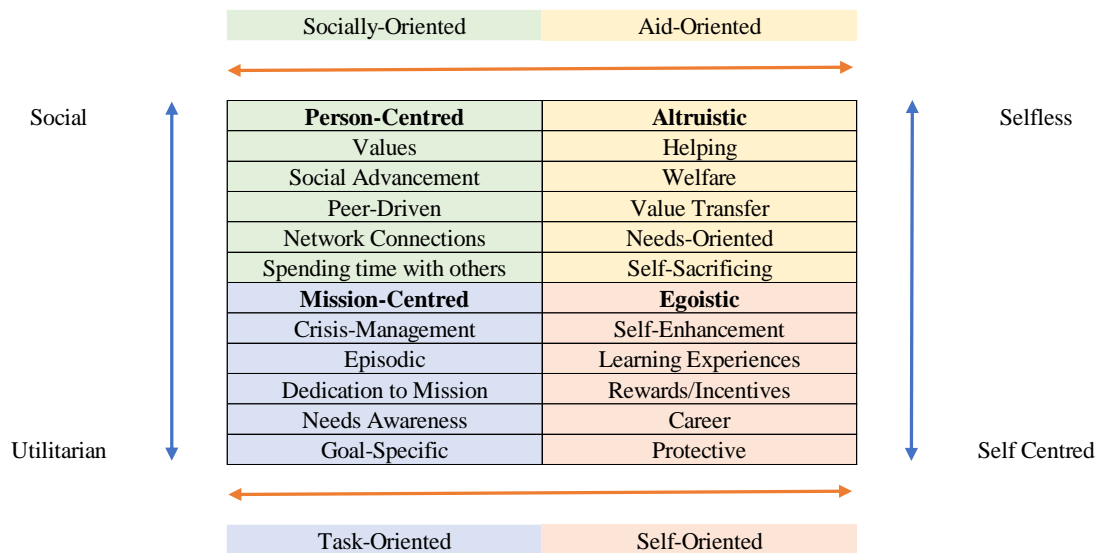 Socially-Oriented Aid-Oriented
Social Person-Centred Altruistic Selfless
Values Helping
Social Advancement Welfare
Peer-Driven Value Transfer
Network Connections Needs-Oriented
Spending time with others Self-Sacrificing
Mission-Centred Egoistic
Crisis-Management Self-Enhancement
Episodic Learning Experiences
Dedication to Mission Rewards/Incentives
Needs Awareness Career
Utilitarian Goal-Specific Protective Self Centred
Task-Oriented Self-Oriented